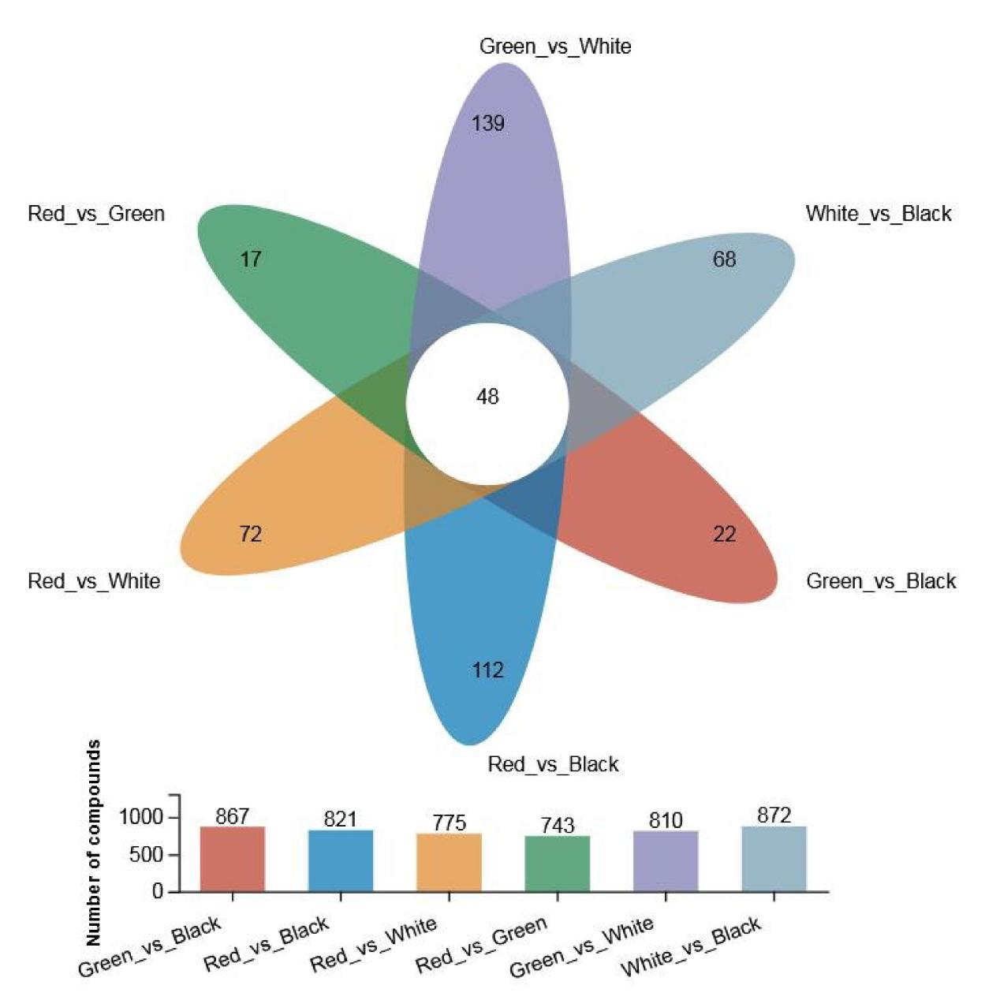 Green_vs_White
139
Red_vs_Green
White_vs_Black
17
68
48
72
22
Red_vs_White
Green_vs_Black
112
Red_vs_Black
Number of compounds
1000
500
0
867
821
775
743
810
872
Green_vs_Black
Red_vs_Black
Red_vs_White
Red_vs_Green
Green_vs_White
White_vs_Black